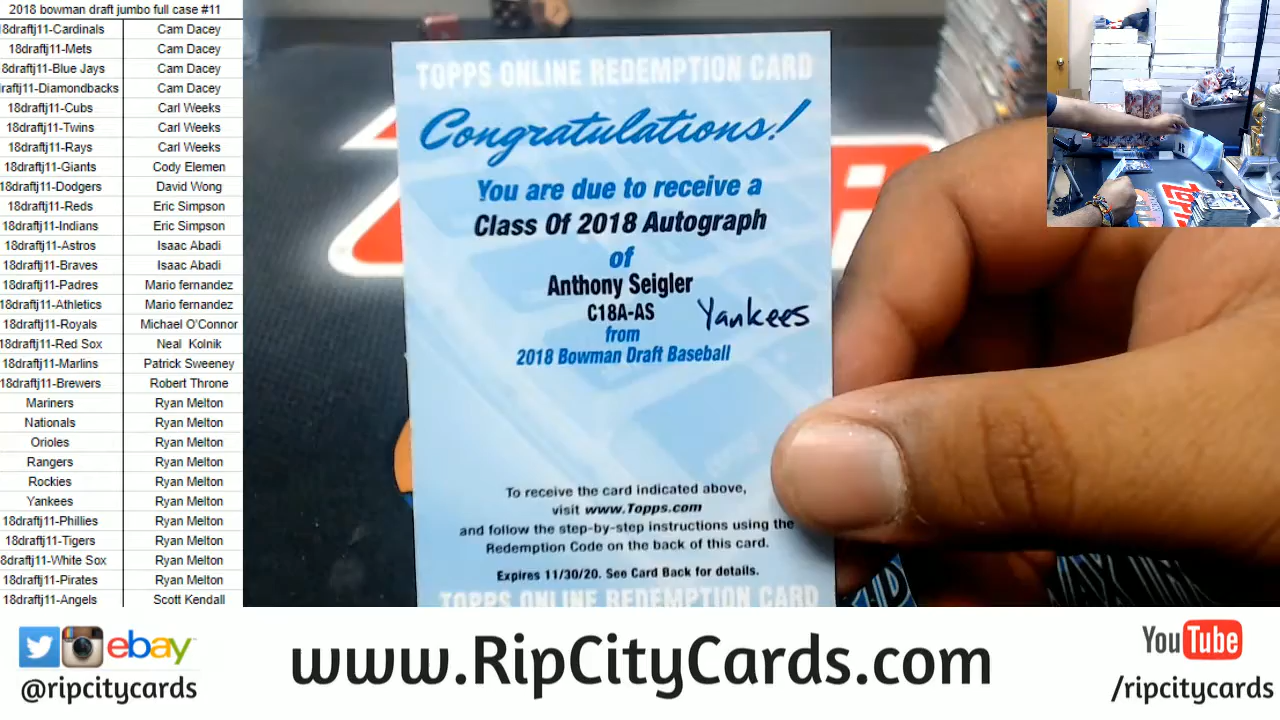 2018 bowman draft jumbo full case #11
18draftj11-Cardinals Cam Dacey
18draftj11-Mets Cam Dacey
8draftj11-Blue Jays Cam Dacey
raftj11-Diamondbacks Cam Dacey
18draftj11-Cubs Carl Weeks
18draftj11-Twins Carl Weeks
18draftj11-Rays Carl Weeks
18draftj11-Giants Cody Elemen
18draftj11-Dodgers David Wong
18draftj11-Reds Eric Simpson
18draftj11-Indians Eric Simpson
18draftj11-Astros Isaac Abadi
18draftj11-Braves Isaac Abadi
18draftj11-Padres Mario fernandez
18draftj11-Athletics Mario fernandez
18draftj11-Royals Michael O'Connor
18draftj11-Red Sox Neal Kolnik
18draftj11-Marlins Patrick Sweeney
18draftj11-Brewers Robert Throne
Mariners Ryan Melton
Nationals Ryan Melton
Orioles Ryan Melton
Rangers Ryan Melton
Rockies Ryan Melton
Yankees Ryan Melton
18draftj11-Phillies Ryan Melton
18draftj11-Tigers Ryan Melton
8draftj11-White Sox Ryan Melton
18draftj11-Pirates Ryan Melton
18draftj11-Angels Scott Kendall
TOPPS ONLINE REDEMPTION CARD
Congratulations!
You are due to receive a
Class Of 2018 Autograph
of
Anthony Seigler
C18A-AS Yankees
from
2018 Bowman Draft Baseball
To receive the card indicated above,
visit www.Topps.com
and follow the step-by-step instructions using the
Redemption Code on the back of this card.
Expires 11/30/20. See Card Back for details.
TOPPS ONLINE REDEMPTION CARD
ebay™
@ripcitycards
www.RipCityCards.com
YouTube
/ripcitycards